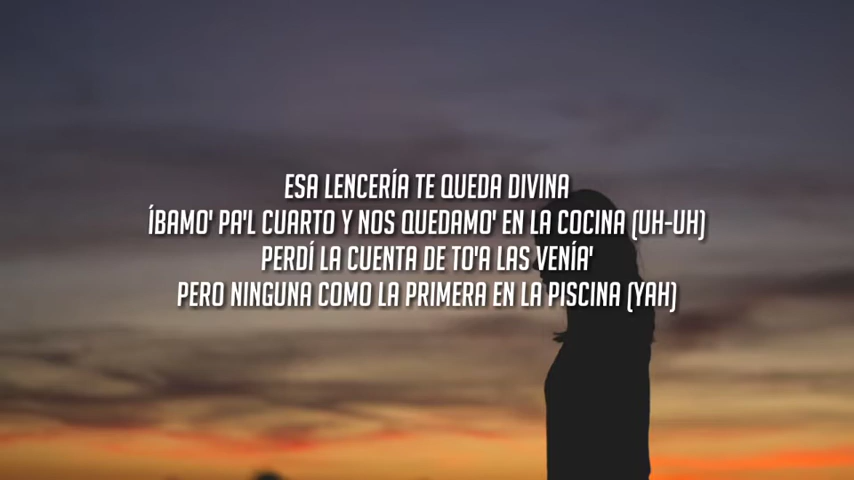 ESA LENCERÍA TE QUEDA DIVINA
ÍBAMO' PA'L CUARTO Y NOS QUEDAMO' EN LA COCINA (UH-UH)
PERDÍ LA CUENTA DE TO'A LAS VENÍA'
PERO NINGUNA COMO LA PRIMERA EN LA PISCINA (YAH)